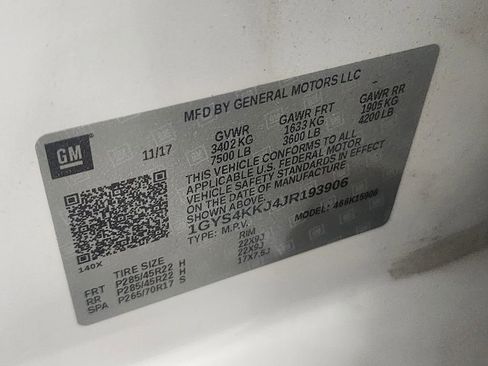 MFD BY GENERAL MOTORS LLC
GM
11/17
GVWR GAWR FRT GAWR RR
3402 KG 1633 KG 1905 KG
7500 LB 3600 LB 4200 LB
THIS VEHICLE CONFORMS TO ALL
APPLICABLE U.S. FEDERAL MOTOR
VEHICLE SAFETY STANDARDS IN EFFECT
ON THE DATE OF MANUFACTURE
SHOWN ABOVE.
1GYS4KKJ4JR193906
TYPE: M.P.V. MODEL:
140X
TIRE SIZE RIM
FRT P285/45R22 H 22X9J
RR P285/45R22 H 22X9J
SPA P265/70R17 S 17X7.5J